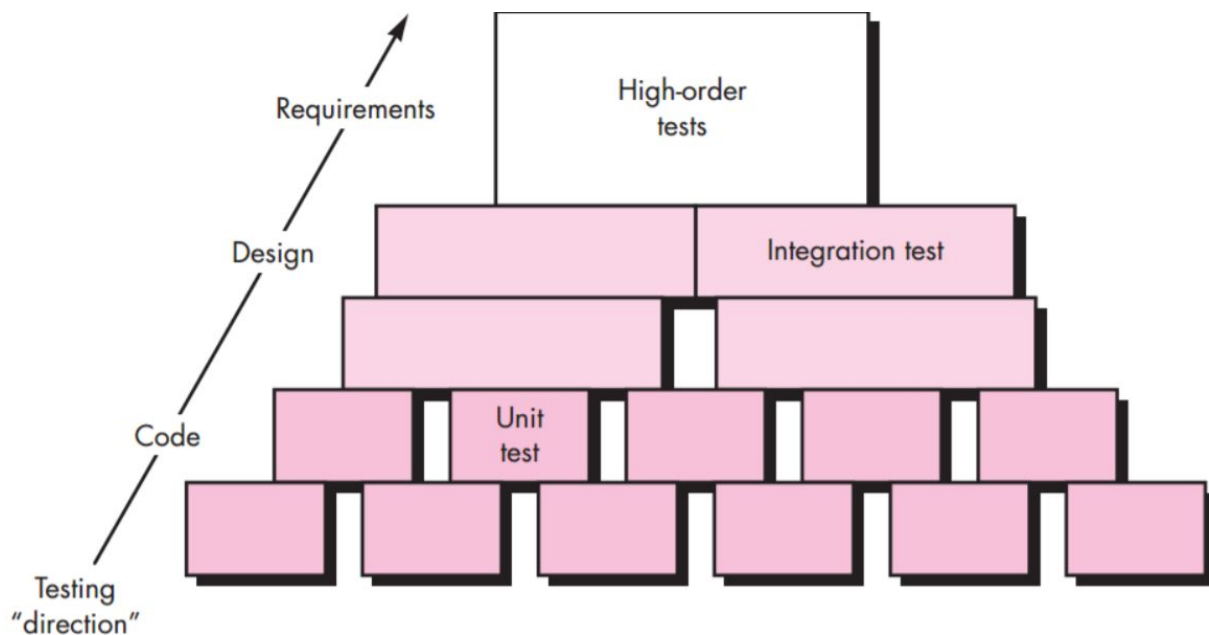 High-order
tests
Requirements
Design
Integration test
Code
Unit
test
Testing
“direction”